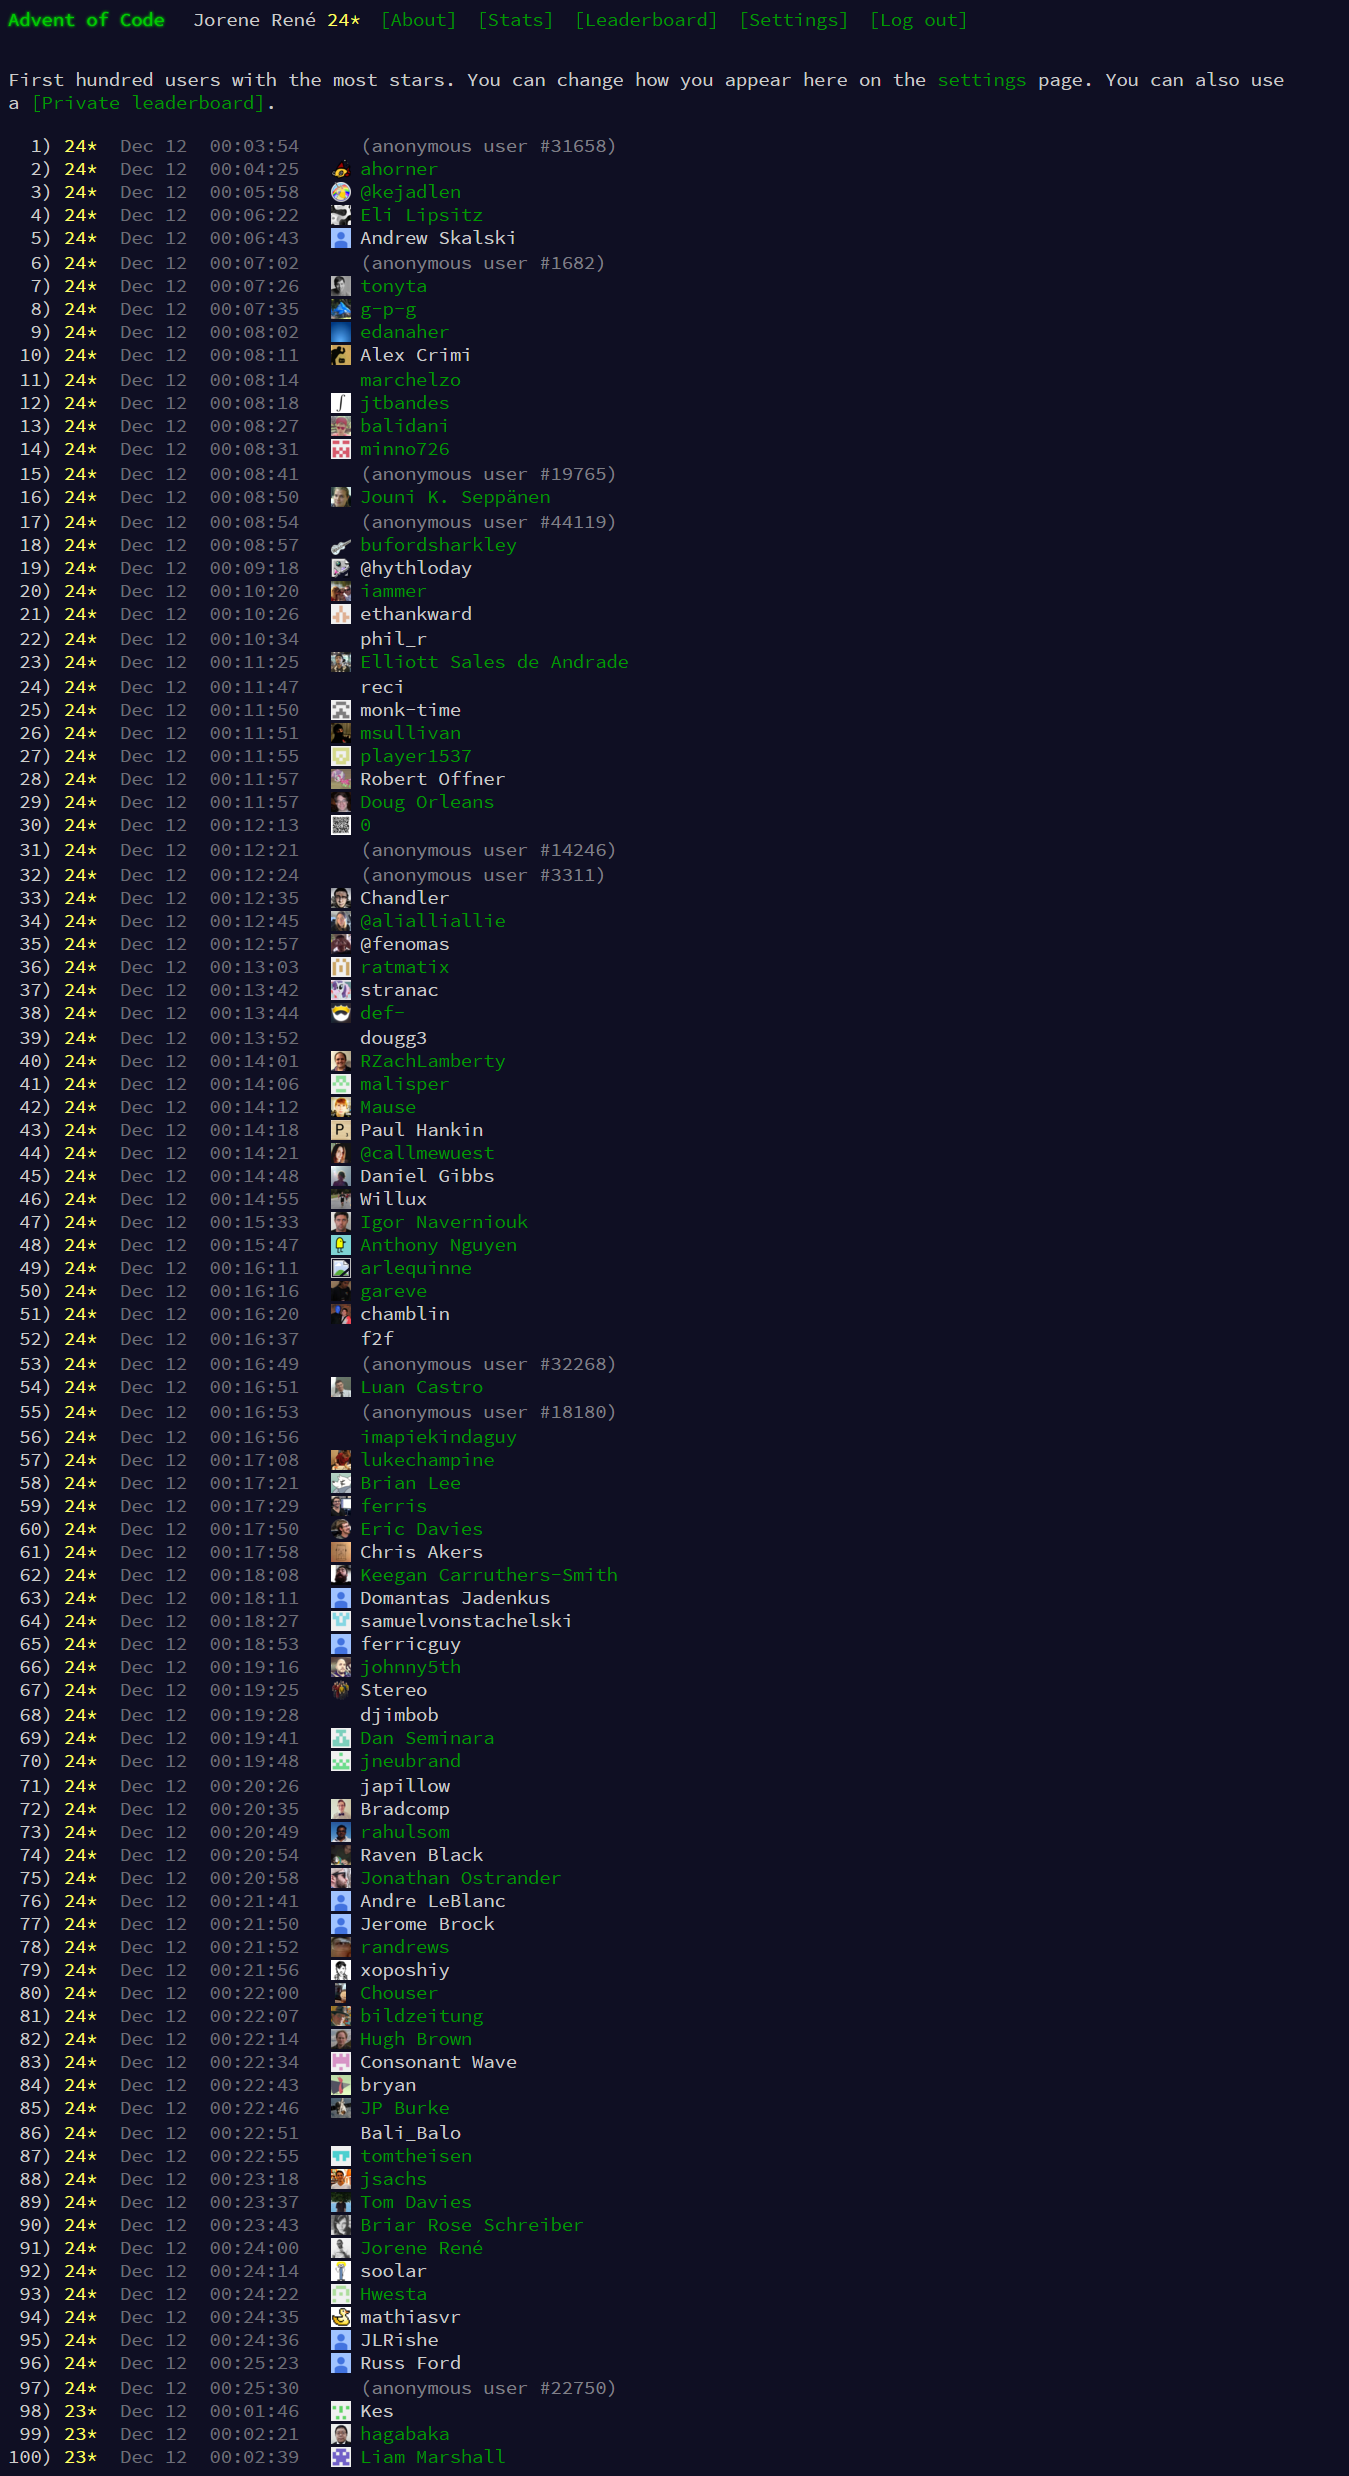 Advent of Code Jorene René 24* [About] [Stats] [Leaderboard] [Settings] [Log out]
First hundred users with the most stars. You can change how you appear here on the settings page. You can also use
a [Private leaderboard].
1) 24* Dec 12 00:03:54 (anonymous user #31658)
2) 24* Dec 12 00:04:25 ahorner
3) 24* Dec 12 00:05:58 @kejadlen
4) 24* Dec 12 00:06:22 Eli Lipsitz
5) 24* Dec 12 00:06:43 Andrew Skalski
6) 24* Dec 12 00:07:02 (anonymous user #1682)
7) 24* Dec 12 00:07:26 tonyta
8) 24* Dec 12 00:07:35 g-p-g
9) 24* Dec 12 00:08:02 edanaher
10) 24* Dec 12 00:08:11 Alex Crimi
11) 24* Dec 12 00:08:14 marchelzo
12) 24* Dec 12 00:08:18 jtbandes
13) 24* Dec 12 00:08:27 balidani
14) 24* Dec 12 00:08:31 minno726
15) 24* Dec 12 00:08:41 (anonymous user #19765)
16) 24* Dec 12 00:08:50 Jouni K. Seppänen
17) 24* Dec 12 00:08:54 (anonymous user #44119)
18) 24* Dec 12 00:08:57 bufordsharkley
19) 24* Dec 12 00:09:18 @hythloday
20) 24* Dec 12 00:10:20 iammer
21) 24* Dec 12 00:10:26 ethankward
22) 24* Dec 12 00:10:34 phil_r
23) 24* Dec 12 00:11:25 Elliott Sales de Andrade
24) 24* Dec 12 00:11:47 reci
25) 24* Dec 12 00:11:50 monk-time
26) 24* Dec 12 00:11:51 msullivan
27) 24* Dec 12 00:11:55 player1537
28) 24* Dec 12 00:11:57 Robert Offner
29) 24* Dec 12 00:11:57 Doug Orleans
30) 24* Dec 12 00:12:13 0
31) 24* Dec 12 00:12:21 (anonymous user #14246)
32) 24* Dec 12 00:12:24 (anonymous user #3311)
33) 24* Dec 12 00:12:35 Chandler
34) 24* Dec 12 00:12:45 @alialliallie
35) 24* Dec 12 00:12:57 @fenomas
36) 24* Dec 12 00:13:03 ratmatix
37) 24* Dec 12 00:13:42 stranac
38) 24* Dec 12 00:13:44 def-
39) 24* Dec 12 00:13:52 dougg3
40) 24* Dec 12 00:14:01 RZachLamberty
41) 24* Dec 12 00:14:06 malisper
42) 24* Dec 12 00:14:12 Mause
43) 24* Dec 12 00:14:18 Paul Hankin
44) 24* Dec 12 00:14:21 @callmewuest
45) 24* Dec 12 00:14:48 Daniel Gibbs
46) 24* Dec 12 00:14:55 Willux
47) 24* Dec 12 00:15:33 Igor Naverniouk
48) 24* Dec 12 00:15:47 Anthony Nguyen
49) 24* Dec 12 00:16:11 arlequinne
50) 24* Dec 12 00:16:16 gareve
51) 24* Dec 12 00:16:20 chamblin
52) 24* Dec 12 00:16:37 f2f
53) 24* Dec 12 00:16:49 (anonymous user #32268)
54) 24* Dec 12 00:16:51 Luan Castro
55) 24* Dec 12 00:16:53 (anonymous user #18180)
56) 24* Dec 12 00:16:56 imapiekindaguy
57) 24* Dec 12 00:17:08 lukechampine
58) 24* Dec 12 00:17:21 Brian Lee
59) 24* Dec 12 00:17:29 ferris
60) 24* Dec 12 00:17:50 Eric Davies
61) 24* Dec 12 00:17:58 Chris Akers
62) 24* Dec 12 00:18:08 Keegan Carruthers-Smith
63) 24* Dec 12 00:18:11 Domantas Jadenkus
64) 24* Dec 12 00:18:27 samuelvonstachelski
65) 24* Dec 12 00:18:53 ferricguy
66) 24* Dec 12 00:19:16 johnny5th
67) 24* Dec 12 00:19:25 Stereo
68) 24* Dec 12 00:19:28 djimbob
69) 24* Dec 12 00:19:41 Dan Seminara
70) 24* Dec 12 00:19:48 jneubrand
71) 24* Dec 12 00:20:26 japillow
72) 24* Dec 12 00:20:35 Bradcomp
73) 24* Dec 12 00:20:49 rahulsom
74) 24* Dec 12 00:20:54 Raven Black
75) 24* Dec 12 00:20:58 Jonathan Ostrander
76) 24* Dec 12 00:21:41 Andre LeBlanc
77) 24* Dec 12 00:21:50 Jerome Brock
78) 24* Dec 12 00:21:52 randrews
79) 24* Dec 12 00:21:56 xoposhiy
80) 24* Dec 12 00:22:00 Chouser
81) 24* Dec 12 00:22:07 bildzeitung
82) 24* Dec 12 00:22:14 Hugh Brown
83) 24* Dec 12 00:22:34 Consonant Wave
84) 24* Dec 12 00:22:43 bryan
85) 24* Dec 12 00:22:46 JP Burke
86) 24* Dec 12 00:22:51 Bali_Balo
87) 24* Dec 12 00:22:55 tomtheisen
88) 24* Dec 12 00:23:18 jsachs
89) 24* Dec 12 00:23:37 Tom Davies
90) 24* Dec 12 00:23:43 Briar Rose Schreiber
91) 24* Dec 12 00:24:00 Jorene René
92) 24* Dec 12 00:24:14 soolar
93) 24* Dec 12 00:24:22 Hwesta
94) 24* Dec 12 00:24:35 mathiasvr
95) 24* Dec 12 00:24:36 JLRishe
96) 24* Dec 12 00:25:23 Russ Ford
97) 24* Dec 12 00:25:30 (anonymous user #22750)
98) 23* Dec 12 00:01:46 Kes
99) 23* Dec 12 00:02:21 hagabaka
100) 23* Dec 12 00:02:39 Liam Marshall